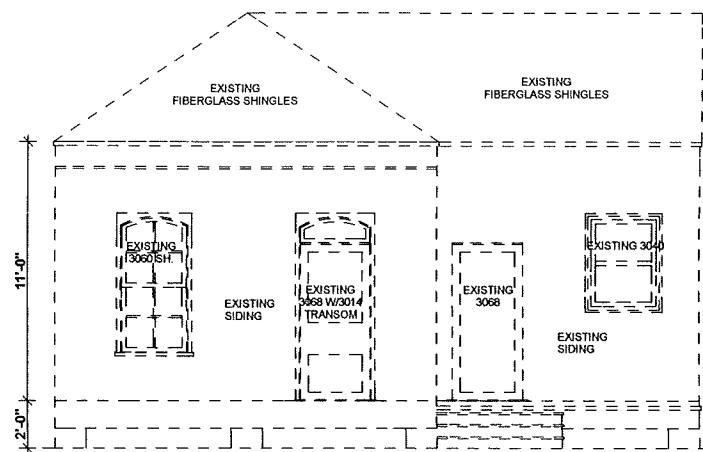 EXISTING
FIBERGLASS SHINGLES
EXISTING
FIBERGLASS SHINGLES
11'-0"
EXISTING
3060 SH.
EXISTING
SIDING
EXISTING
3068 W/3014
TRANSOM
EXISTING
3068
EXISTING 3040
EXISTING
SIDING
2'-0"